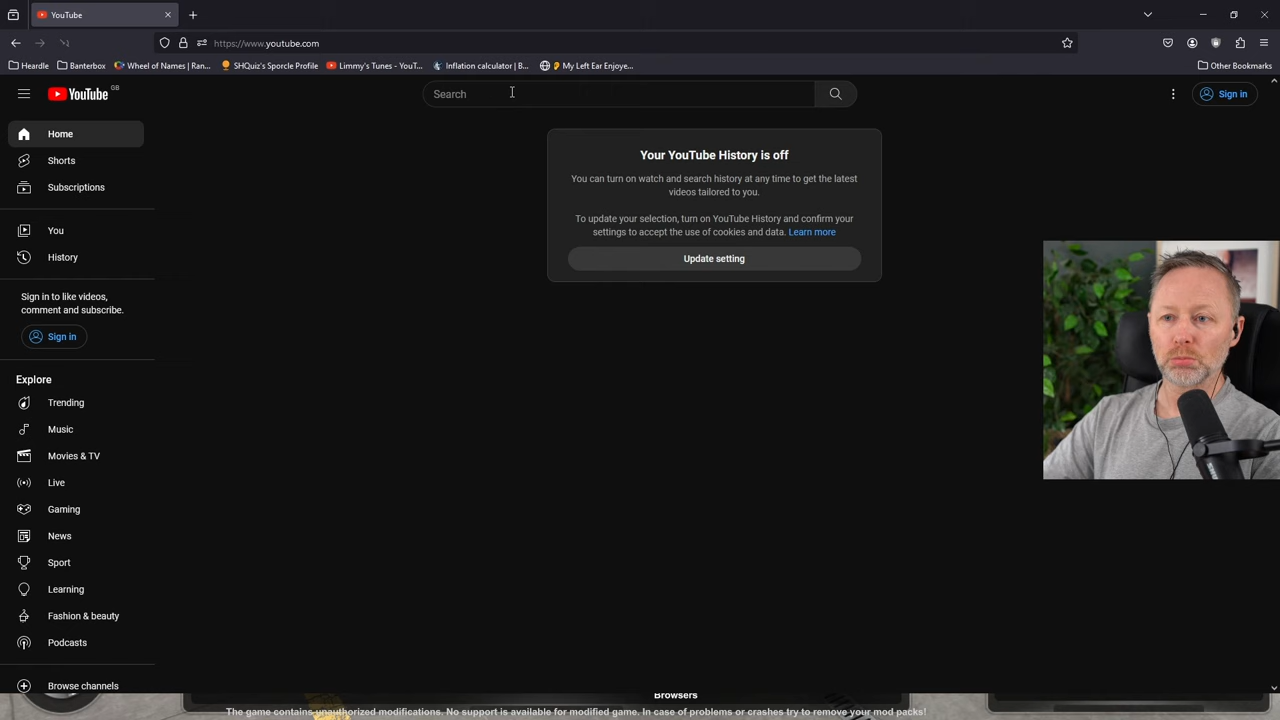 YouTube
https://www.youtube.com
Heardle
Banterbox
Wheel of Names | Ran...
SHQuiz's Sporcle Profile
Limmy's Tunes - YouT...
Inflation calculator | B...
My Left Ear Enjoye...
Other Bookmarks
YouTube GB
Search
Sign in
Home
Shorts
Subscriptions
You
History
Sign in to like videos,
comment and subscribe.
Sign in
Explore
Trending
Music
Movies & TV
Live
Gaming
News
Sport
Learning
Fashion & beauty
Podcasts
Browse channels
Your YouTube History is off
You can turn on watch and search history at any time to get the latest
videos tailored to you.
To update your selection, turn on YouTube History and confirm your
settings to accept the use of cookies and data. Learn more
Update setting
Browsers
The game contains unauthorized modifications. No support is available for modified game. In case of problems or crashes try to remove your mod packs!